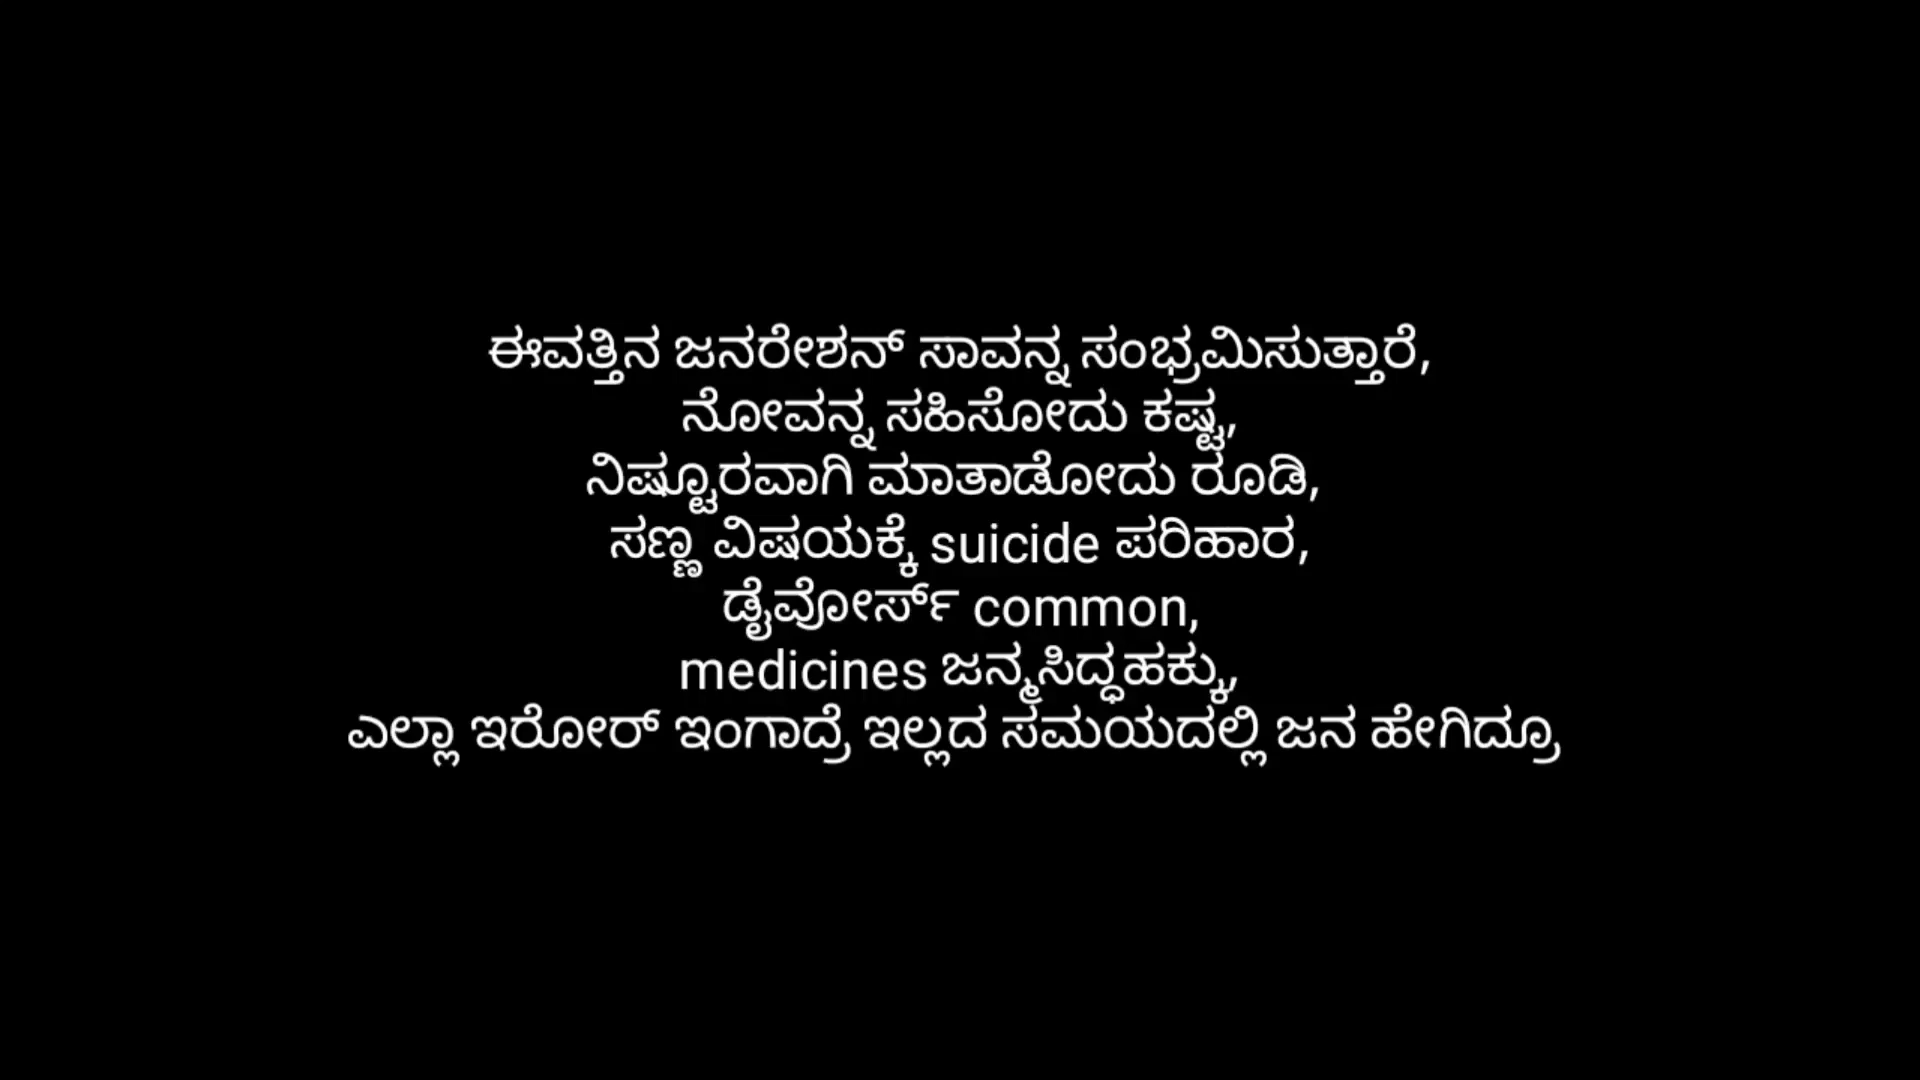 ಈವತ್ತಿನ ಜನರೇಶನ್ ಸಾವನ್ನ ಸಂಭ್ರಮಿಸುತ್ತಾರೆ,
ನೋವನ್ನ ಸಹಿಸೋದು ಕಷ್ಟ,
ನಿಷ್ಟೂರವಾಗಿ ಮಾತಾಡೋದು ರೂಡಿ,
ಸಣ್ಣ ವಿಷಯಕ್ಕೆ suicide ಪರಿಹಾರ,
ಡೈವೋರ್ಸ್ common,
medicines ಜನ್ಮಸಿದ್ಧಹಕ್ಕು,
ಎಲ್ಲಾ ಇರೋರ್ ಇಂಗಾದ್ರೆ ಇಲ್ಲದ ಸಮಯದಲ್ಲಿ ಜನ ಹೇಗಿದ್ರೂ